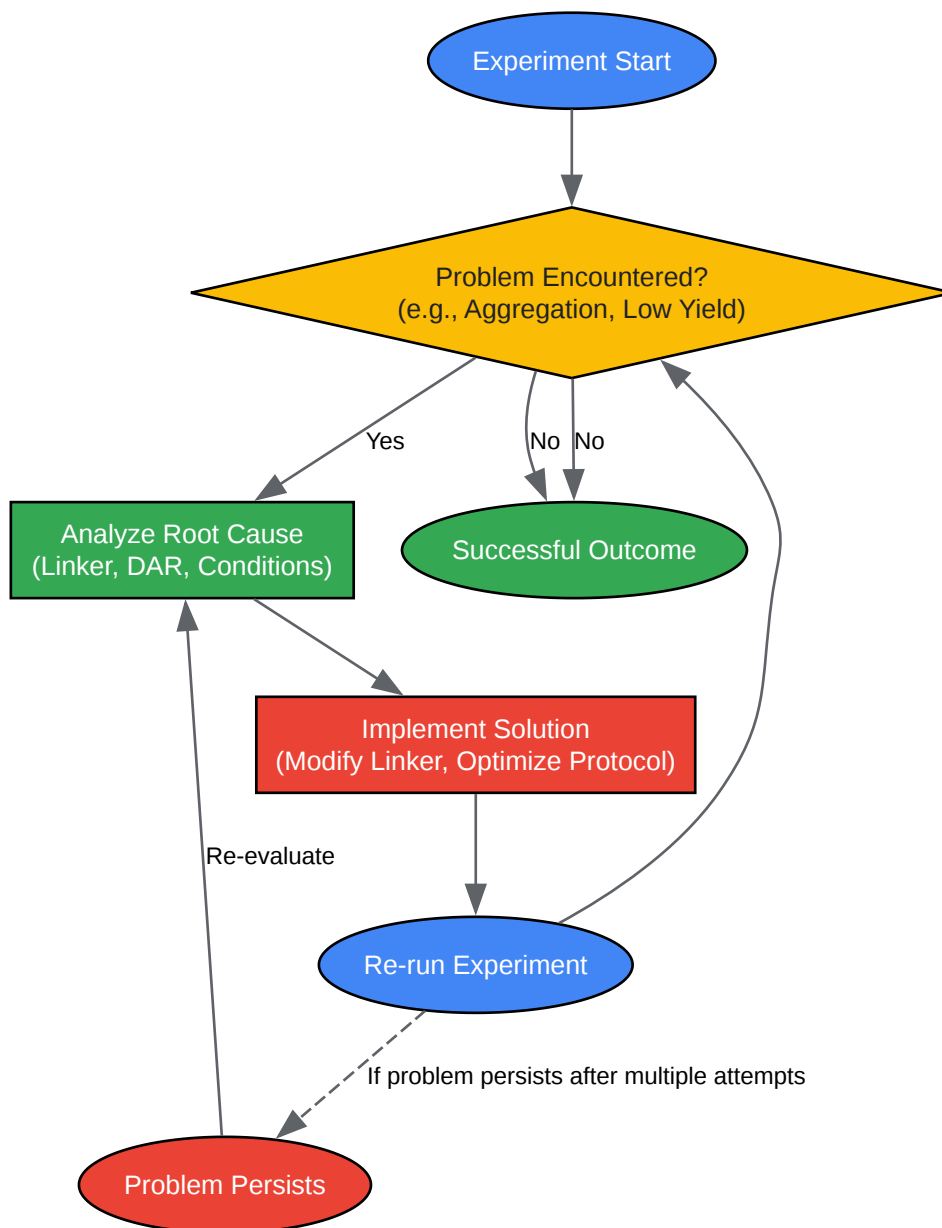 Experiment Start
Problem Encountered?
(e.g., Aggregation, Low Yield)
Yes
No
No
Analyze Root Cause
(Linker, DAR, Conditions)
Successful Outcome
Implement Solution
(Modify Linker, Optimize Protocol)
Re-evaluate
Re-run Experiment
If problem persists after multiple attempts
Problem Persists